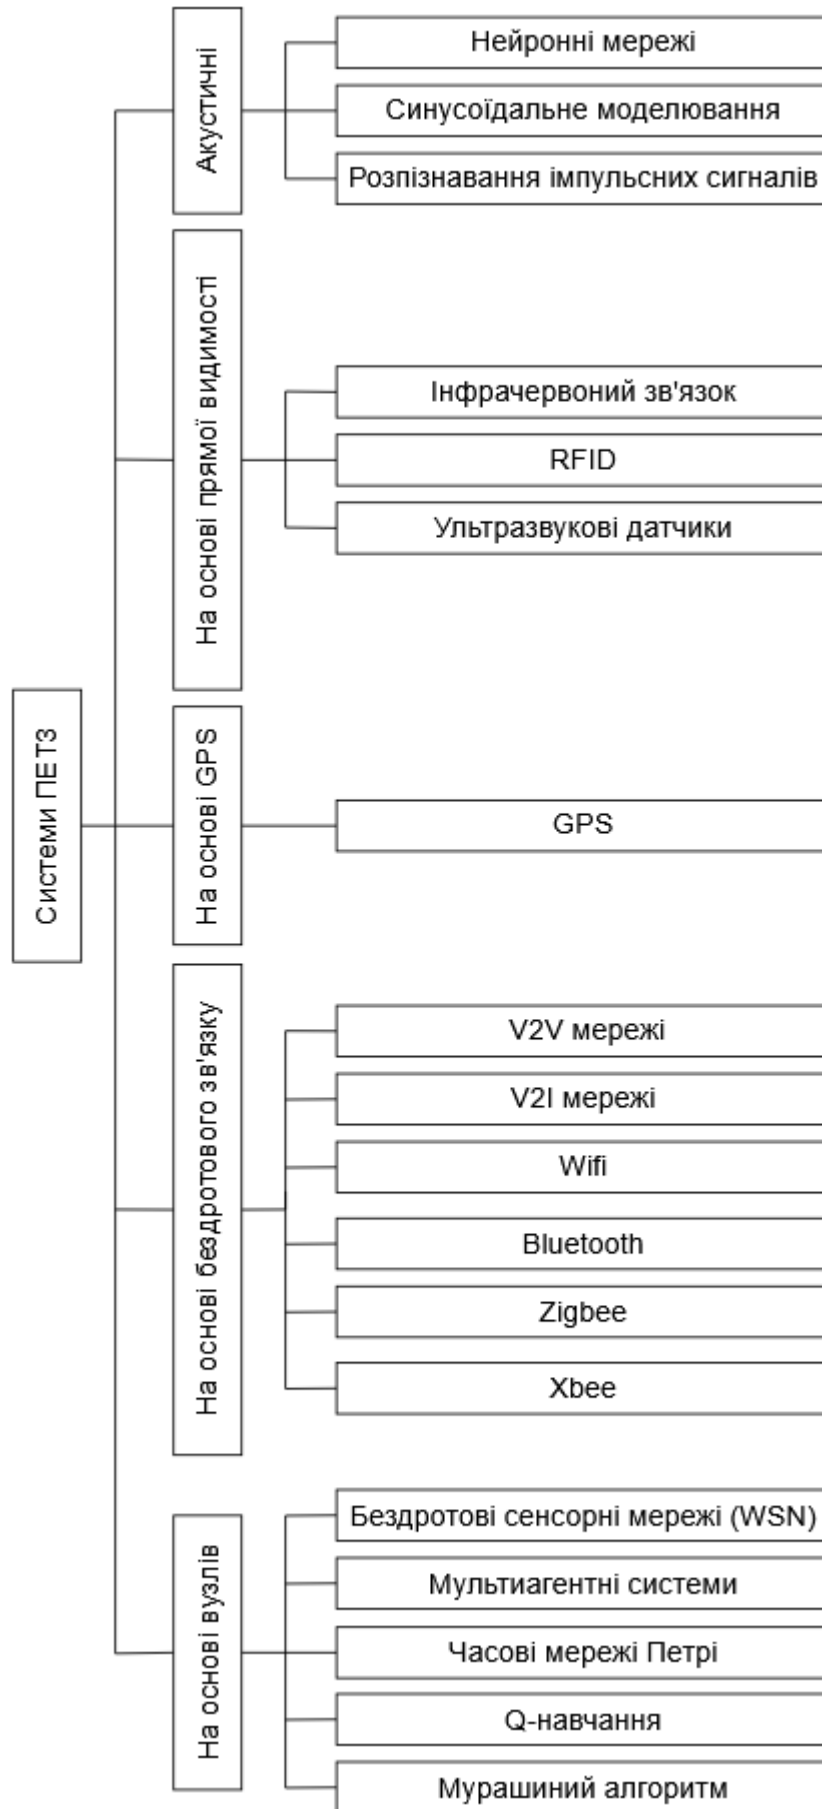 Системи ПЕТЗ
Акустичні
Нейронні мережі
Синусоїдальне моделювання
Розпізнавання імпульсних сигналів
На основі прямої видимості
Інфрачервоний зв'язок
RFID
Ультразвукові датчики
На основі GPS
GPS
На основі бездротового зв'язку
V2V мережі
V2I мережі
Wifi
Bluetooth
Zigbee
Xbee
На основі вузлів
Бездротові сенсорні мережі (WSN)
Мультиагентні системи
Часові мережі Петрі
Q-навчання
Мурашиний алгоритм